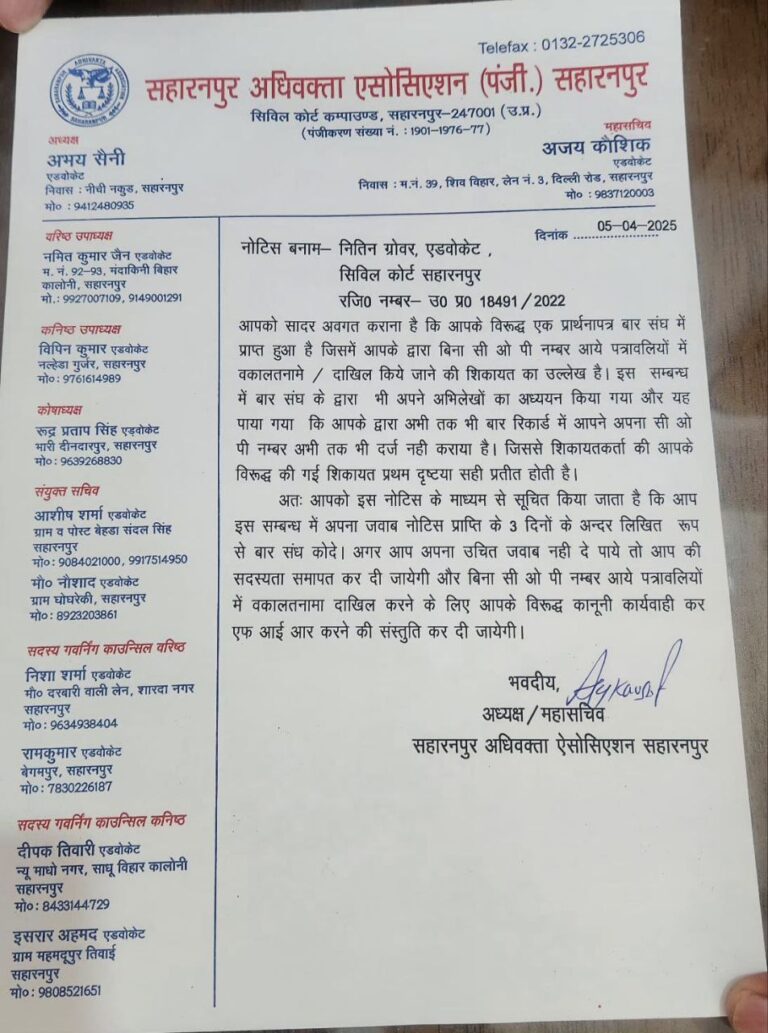 Telefax : 0132-2725306
सहारनपुर अधिवक्ता एसोसिएशन (पंजी.) सहारनपुर
सिविल कोर्ट कम्पाउण्ड, सहारनपुर-247001 (उ.प्र.)
(पंजीकरण संख्या नं. : 1901-1976-77)
अध्यक्ष
अभय सैनी
एडवोकेट
निवास : नीची नकुड, सहारनपुर
मो० : 9412480935
महासचिव
अजय कौशिक
एडवोकेट
निवास : म.नं. 39, शिव विहार, लेन नं. 3, दिल्ली रोड, सहारनपुर
मो० : 9837120003
वरिष्ठ उपाध्यक्ष
नमित कुमार जैन एडवोकेट
म. नं. 92-93, मंदाकिनी बिहार
कालोनी, सहारनपुर
मो.: 9927007109, 9149001291
कनिष्ठ उपाध्यक्ष
विपिन कुमार एडवोकेट
नल्हेडा गुर्जर, सहारनपुर
मो०: 9761614989
कोषाध्यक्ष
रूद्र प्रताप सिंह एडवोकेट
भारी दीनदारपुर, सहारनपुर
मो०: 9639268830
संयुक्त सचिव
आशीष शर्मा एडवोकेट
ग्राम व पोस्ट बेहडा संदल सिंह
सहारनपुर
मो०: 9084021000, 9917514950
मौ० नौशाद एडवोकेट
ग्राम घोघरेकी, सहारनपुर
मो०: 8923203861
सदस्य गवर्निंग काउन्सिल वरिष्ठ
निशा शर्मा एडवोकेट
मौ० दरबारी वाली लेन, शारदा नगर
सहारनपुर
मो०: 9634938404
रामकुमार एडवोकेट
बेगमपुर, सहारनपुर
मो०: 7830226187
सदस्य गवर्निंग काउन्सिल कनिष्ठ
दीपक तिवारी एडवोकेट
न्यू माधो नगर, साधू विहार कालोनी
सहारनपुर
मो०: 8433144729
इसरार अहमद एडवोकेट
ग्राम महमदूपुर तिवाई
सहारनपुर
मो०: 9808521651
दिनांक 05-04-2025
नोटिस बनाम– नितिन ग्रोवर, एडवोकेट ,
सिविल कोर्ट सहारनपुर
रजि0 नम्बर– उ0 प्र0 18491/2022
आपको सादर अवगत कराना है कि आपके विरूद्ध एक प्रार्थनापत्र बार संघ में
प्राप्त हुआ है जिसमें आपके द्वारा बिना सी ओ पी नम्बर आये पत्रावलियों में
वकालतनामे / दाखिल किये जाने की शिकायत का उल्लेख है। इस सम्बन्ध
में बार संघ के द्वारा भी अपने अभिलेखों का अध्ययन किया गया और यह
पाया गया कि आपके द्वारा अभी तक भी बार रिकार्ड में आपने अपना सी ओ
पी नम्बर अभी तक भी दर्ज नही कराया है। जिससे शिकायतकर्ता की आपके
विरूद्ध की गई शिकायत प्रथम दृष्टया सही प्रतीत होती है।
अतः आपको इस नोटिस के माध्यम से सूचित किया जाता है कि आप
इस सम्बन्ध में अपना जवाब नोटिस प्राप्ति के 3 दिनों के अन्दर लिखित रूप
से बार संध कोदे। अगर आप अपना उचित जवाब नही दे पाये तो आप की
सदस्यता समापत कर दी जायेगी और बिना सी ओ पी नम्बर आये पत्रावलियों
में वकालतनामा दाखिल करने के लिए आपके विरूद्ध कानूनी कार्यवाही कर
एफ आई आर करने की संस्तुति कर दी जायेगी।
भवदीय,
अध्यक्ष/महासचिव
सहारनपुर अधिवक्ता ऐसोसिएशन सहारनपुर